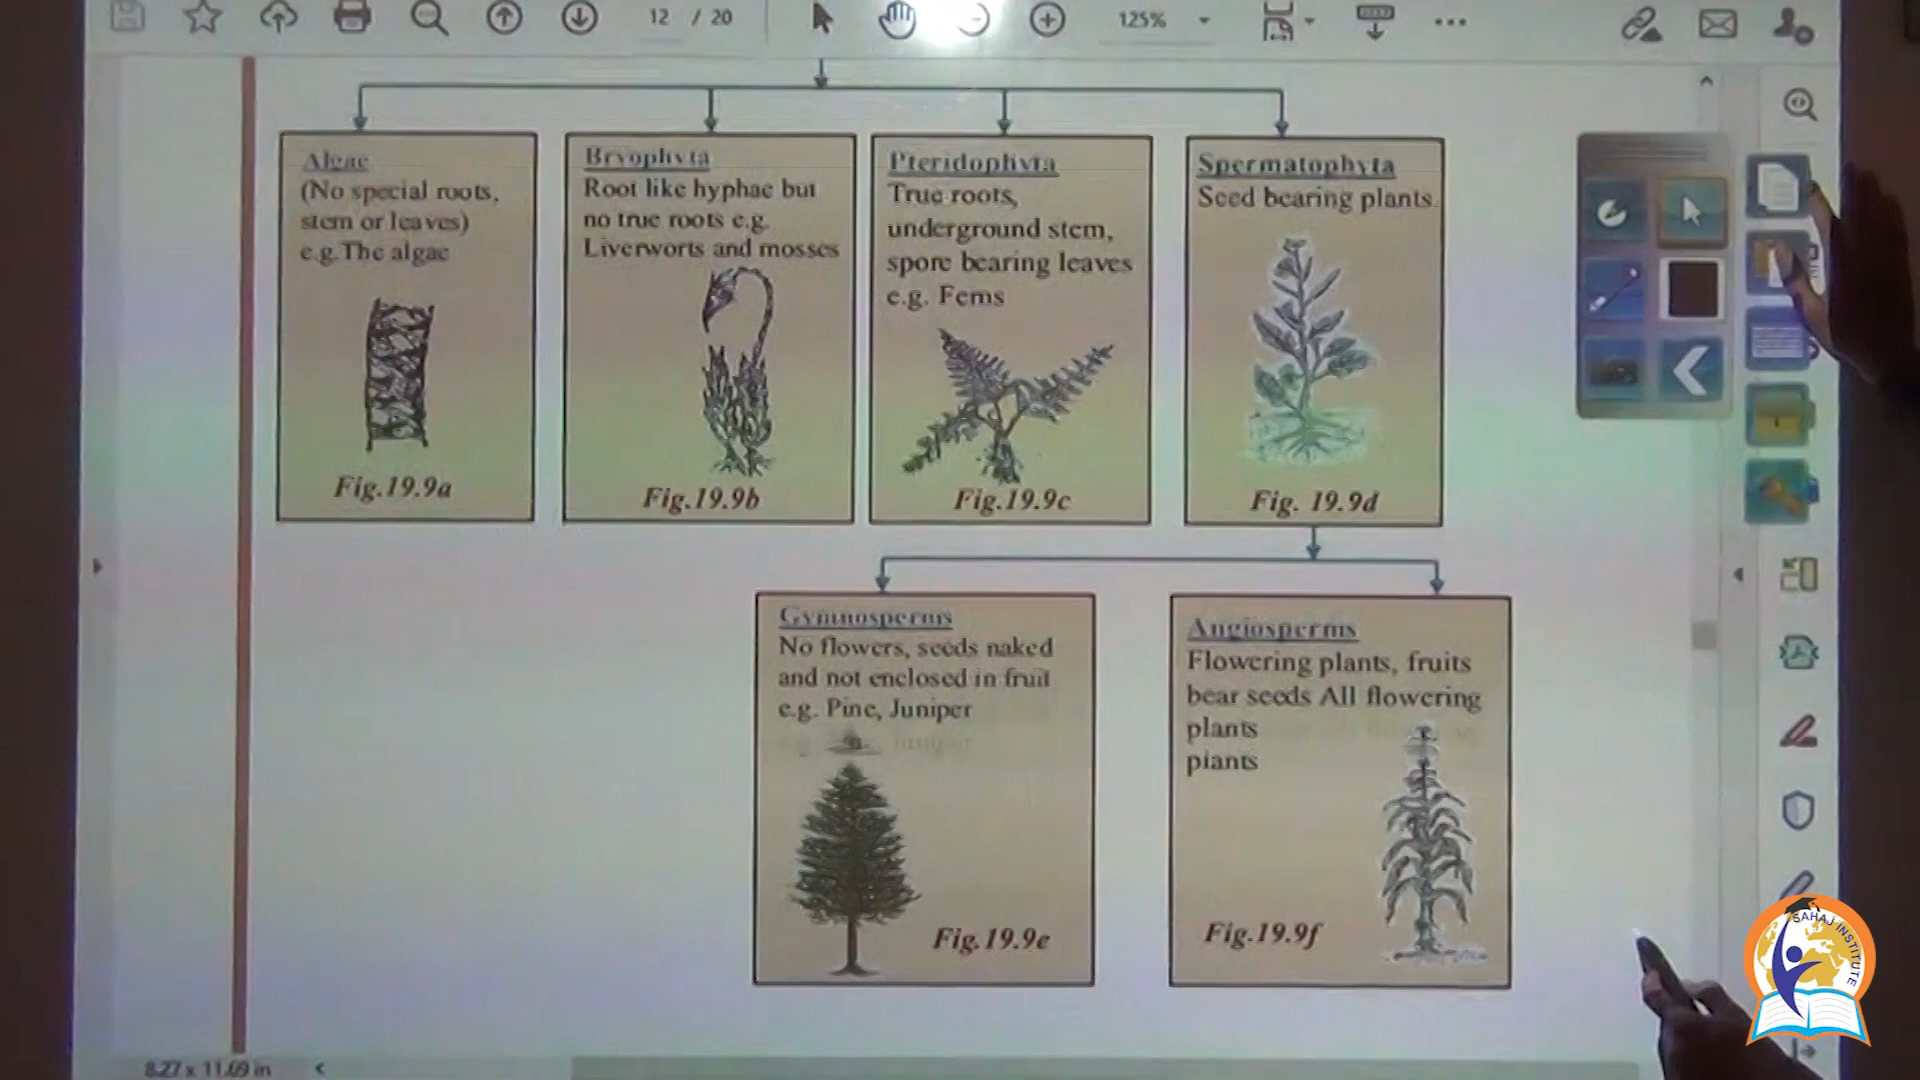 12 / 20
125%
Algae
(No special roots,
stem or leaves)
e.g.The algae
Fig.19.9a
Bryophyta
Root like hyphae but
no true roots e.g.
Liverworts and mosses
Fig.19.9b
Pteridophyta
True roots,
underground stem,
spore bearing leaves
e.g. Ferns
Fig.19.9c
Spermatophyta
Seed bearing plants.
Fig. 19.9d
Gymnosperms
No flowers, seeds naked
and not enclosed in fruit
e.g. Pine, Juniper
Fig.19.9e
Angiosperms
Flowering plants, fruits
bear seeds All flowering
plants
plants
Fig.19.9f
8.27 x 11.69 in
SAHAJ INSTITUTE